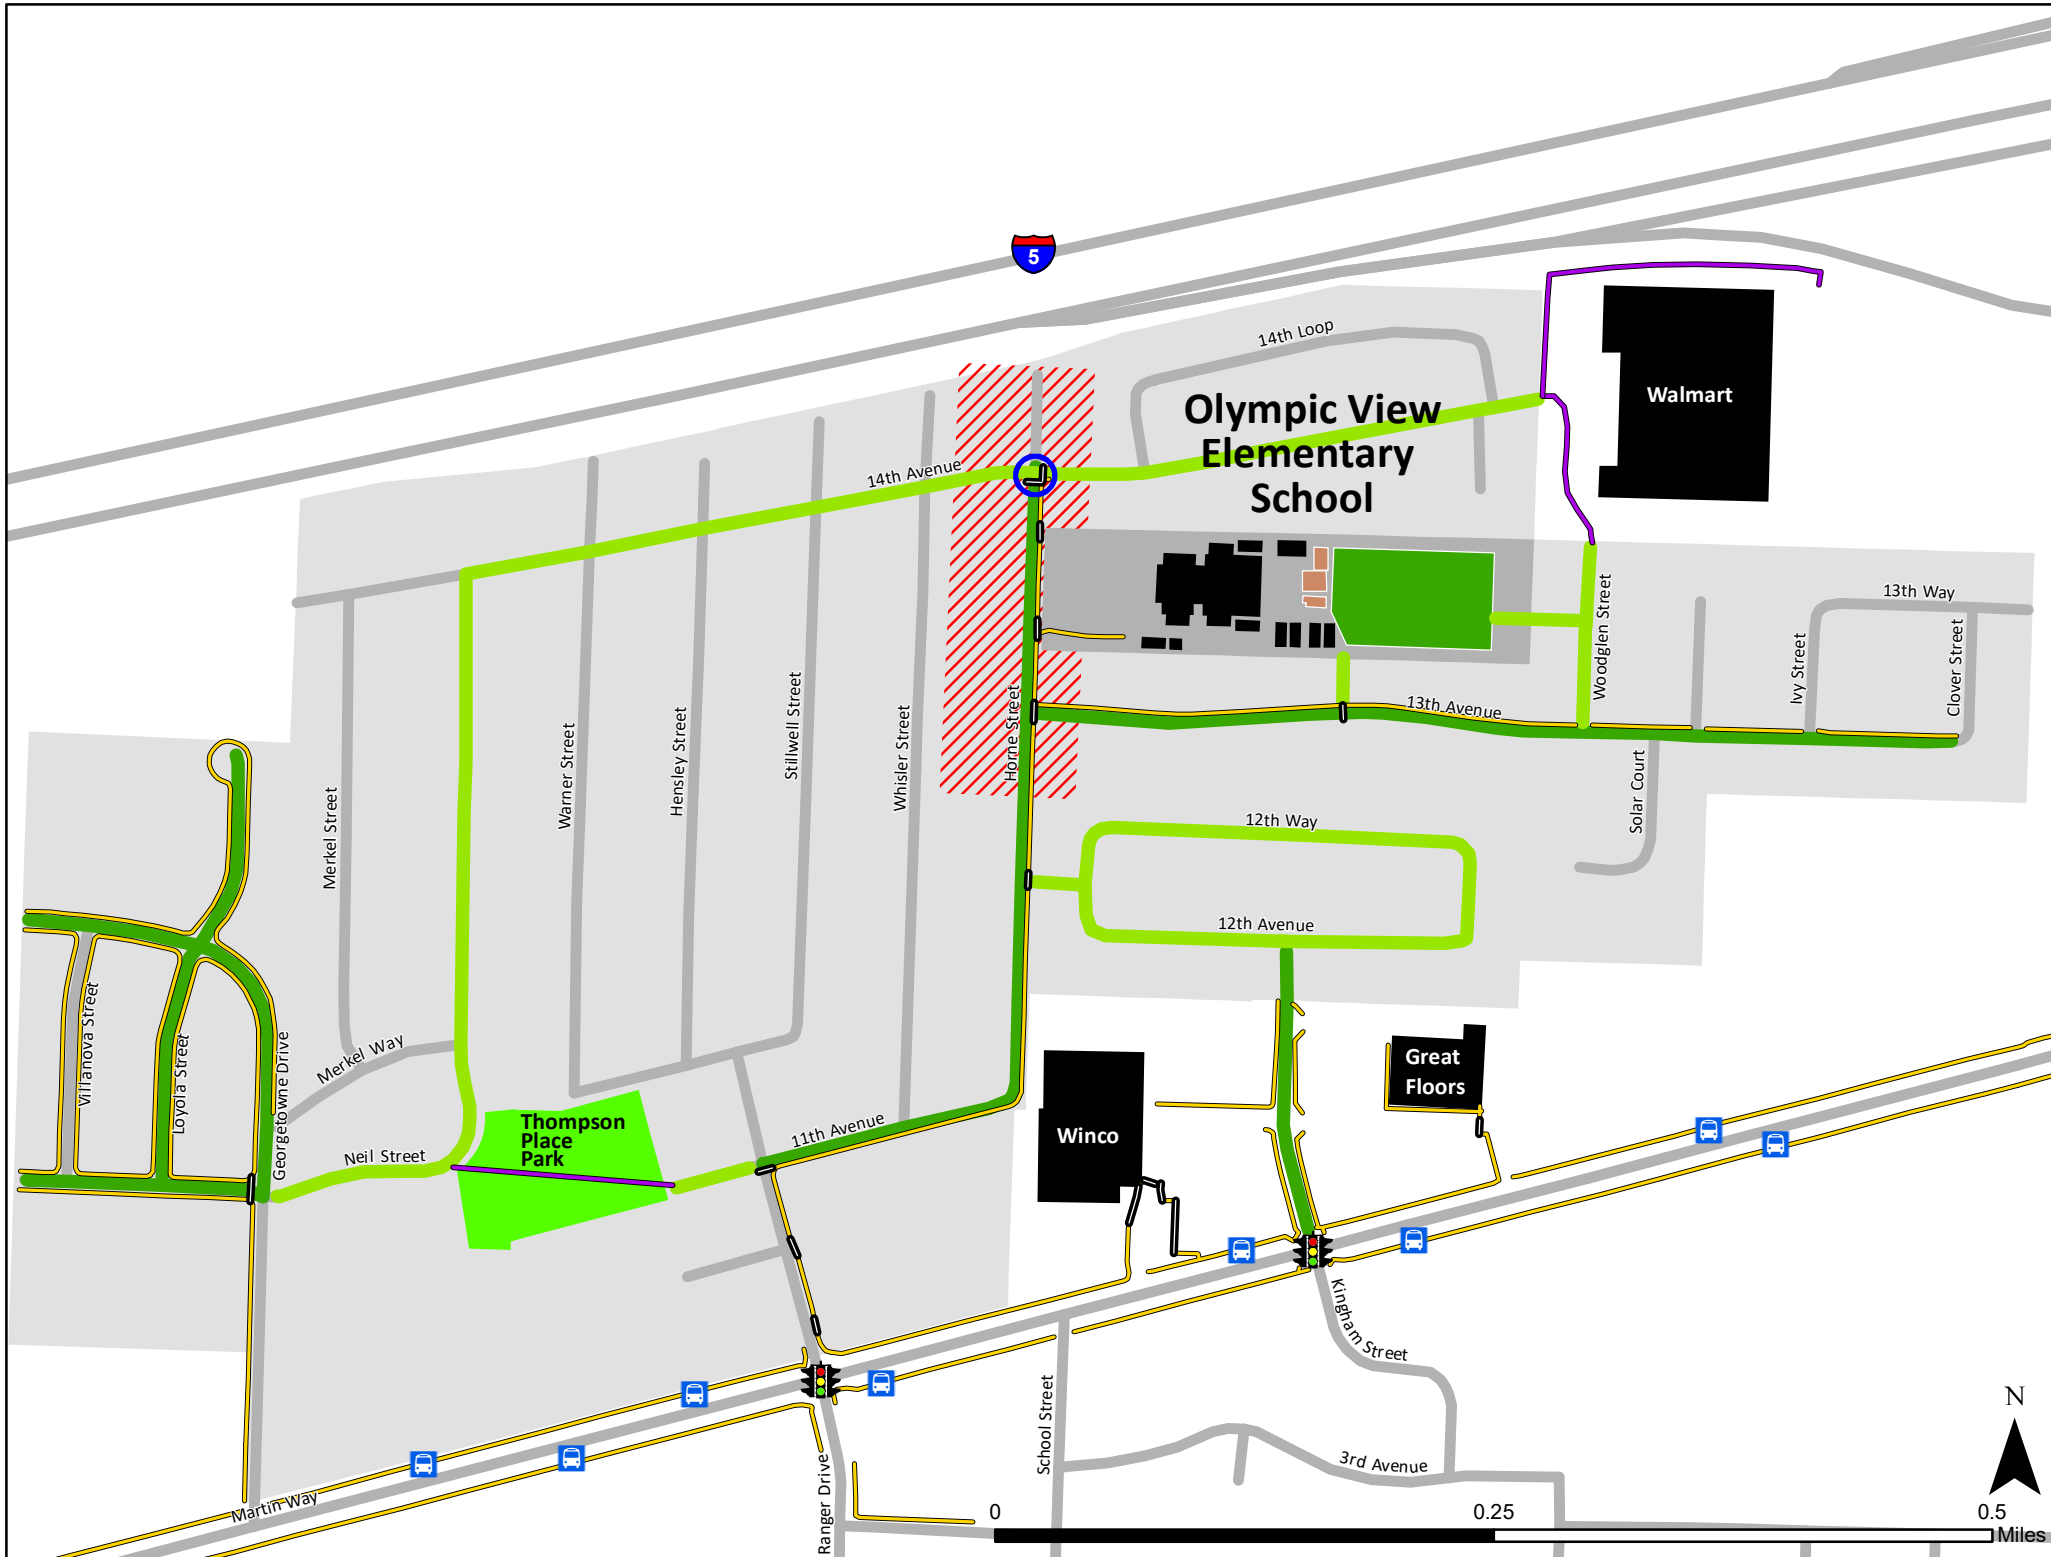 5
14th Loop
Olympic View
Elementary
School
Walmart
14th Avenue
13th Way
Woodglen Street
Ivy Street
Clover Street
13th Avenue
Horne Street
Solar Court
Merkel Street
Warner Street
Hensley Street
Stillwell Street
Whisler Street
12th Way
12th Avenue
Villanova Street
Loyola Street
Georgetowne Drive
Merkel Way
Neil Street
Thompson
Place
Park
11th Avenue
Winco
Great
Floors
Kingham Street
School Street
3rd Avenue
Ranger Drive
Martin Way
N
0
0.25
0.5
Miles